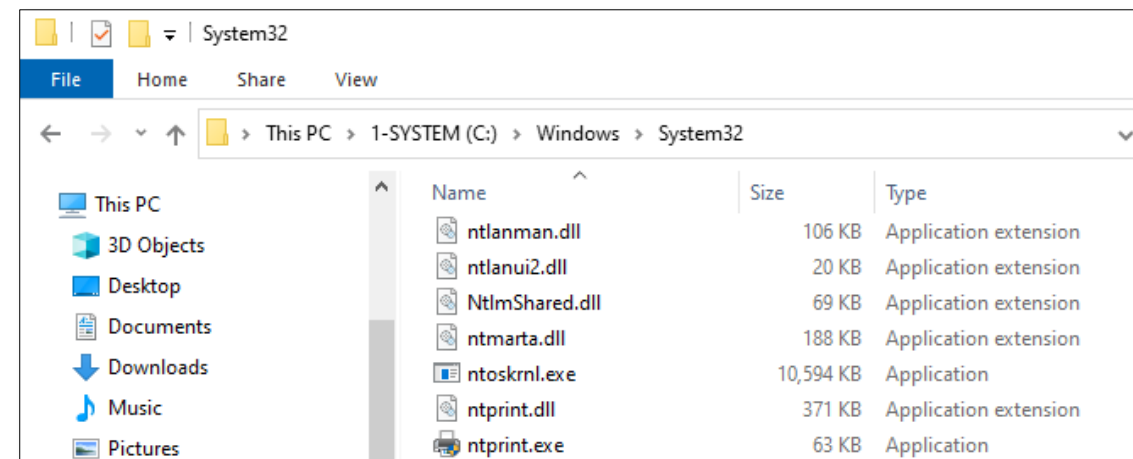 System32
File Home Share View
This PC 1-SYSTEM (C:) Windows System32
This PC
3D Objects
Desktop
Documents
Downloads
Music
Pictures
Name Size Type
ntlanman.dll 106 KB Application extension
ntlanui2.dll 20 KB Application extension
NtlmShared.dll 69 KB Application extension
ntmarta.dll 188 KB Application extension
ntoskrnl.exe 10,594 KB Application
ntprint.dll 371 KB Application extension
ntprint.exe 63 KB Application